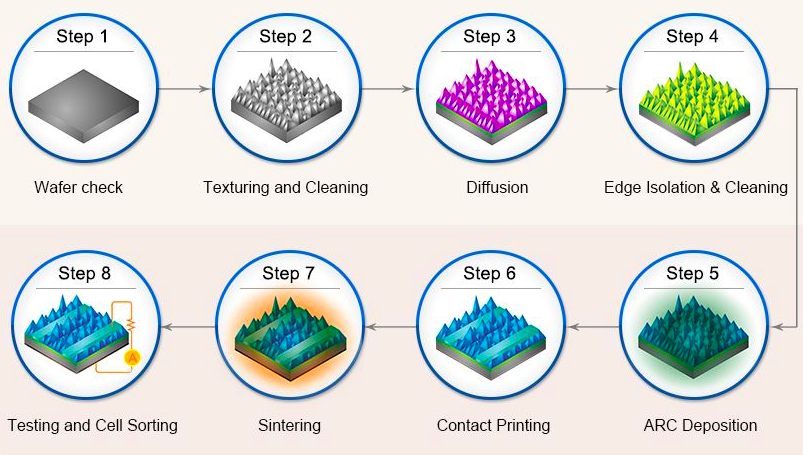 Step 1
Step 2
Step 3
Step 4
Wafer check
Texturing and Cleaning
Diffusion
Edge Isolation & Cleaning
Step 8
Step 7
Step 6
Step 5
A
Testing and Cell Sorting
Sintering
Contact Printing
ARC Deposition